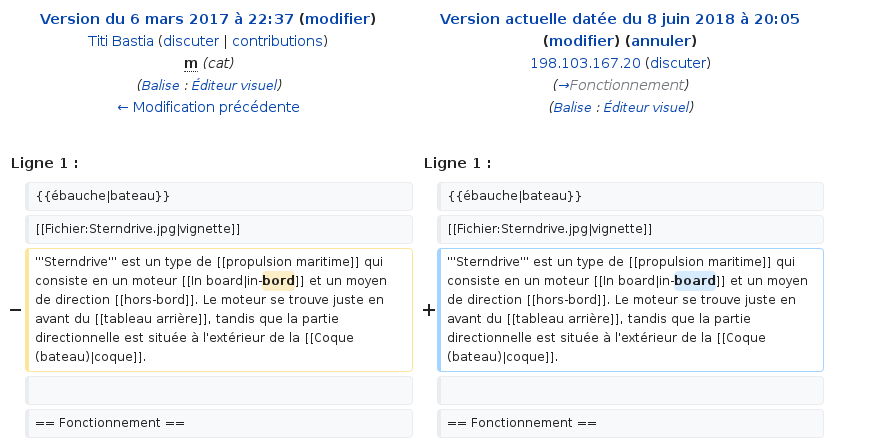 Version du 6 mars 2017 à 22:37 (modifier)
Titi Bastia (discuter | contributions)
m (cat)
(Balise : Éditeur visuel)
← Modification précédente
Version actuelle datée du 8 juin 2018 à 20:05
(modifier) (annuler)
198.103.167.20 (discuter)
(→Fonctionnement)
(Balise : Éditeur visuel)
Ligne 1 :
Ligne 1 :
{{ébauche|bateau}}
{{ébauche|bateau}}
[[Fichier:Sterndrive.jpg|vignette]]
[[Fichier:Sterndrive.jpg|vignette]]
−
'''Sterndrive''' est un type de [[propulsion maritime]] qui
consiste en un moteur [[In board|in-bord]] et un moyen
de direction [[hors-bord]]. Le moteur se trouve juste en
avant du [[tableau arrière]], tandis que la partie
directionnelle est située à l'extérieur de la [[Coque
(bateau)|coque]].
+
'''Sterndrive''' est un type de [[propulsion maritime]] qui
consiste en un moteur [[In board|in-board]] et un moyen
de direction [[hors-bord]]. Le moteur se trouve juste en
avant du [[tableau arrière]], tandis que la partie
directionnelle est située à l'extérieur de la [[Coque
(bateau)|coque]].
== Fonctionnement ==
== Fonctionnement ==